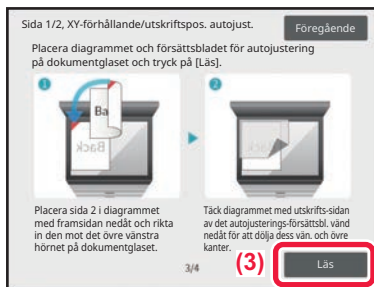 Sida 1/2, XY-förhållande/utskriftspos. autojust.
Föregående
Placera diagrammet och försättsbladet för autojustering
på dokumentglaset och tryck på [Läs].
1
2
Ba
Back
Back
Placera sida 2 i diagrammet
med framsidan nedåt och rikta
in den mot det övre vänstra
hörnet på dokumentglaset.
Täck diagrammet med utskrifts-sidan
av det autojusterings-försättsbl. vänd
nedåt för att dölja dess vän. och övre
kanter.
3/4
(3)
Läs